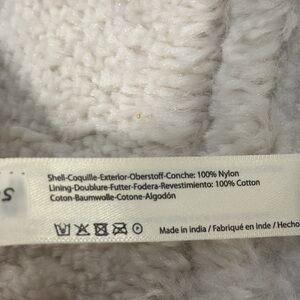 Shell-Coquille-Exterior-Oberstoff-Conche: 100% Nylon
Lining-Doublure-Futter-Fodera-Revestimiento: 100% Cotton
Coton-Baumwolle-Cotone-Algodón
Made in india / Fabriqué en Inde / Hecho